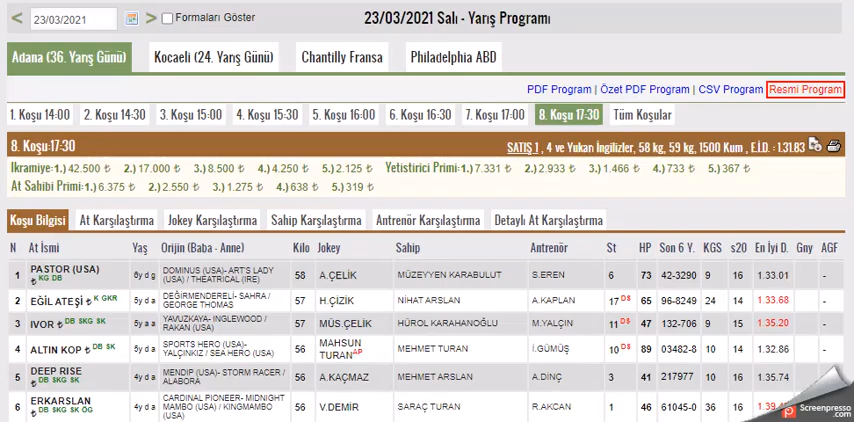 < 23/03/2021 > Formaları Göster 23/03/2021 Salı - Yarış Programı
Adana (36. Yarış Günü) Kocaeli (24. Yarış Günü) Chantilly Fransa Philadelphia ABD
PDF Program | Özet PDF Program | CSV Program | Resmi Program
1. Koşu 14:00 2. Koşu 14:30 3. Koşu 15:00 4. Koşu 15:30 5. Koşu 16:00 6. Koşu 16:30 7. Koşu 17:00 8. Koşu 17:30 Tüm Koşular
8. Koşu:17:30 SATIŞ 1 , 4 ve Yukarı İngilizler, 58 kg, 59 kg, 1500 Kum , E.İ.D. : 1.31.83
Ikramiye:1.) 42.500 ₺ 2.) 17.000 ₺ 3.) 8.500 ₺ 4.) 4.250 ₺ 5.) 2.125 ₺ Yetistirici Primi:1.) 7.331 ₺ 2.) 2.933 ₺ 3.) 1.466 ₺ 4.) 733 ₺ 5.) 367 ₺
At Sahibi Primi:1.) 6.375 ₺ 2.) 2.550 ₺ 3.) 1.275 ₺ 4.) 638 ₺ 5.) 319 ₺
Koşu Bilgisi At Karşılaştırma Jokey Karşılaştırma Sahip Karşılaştırma Antrenör Karşılaştırma Detaylı At Karşılaştırma
N At İsmi Yaş Orijin (Baba - Anne) Kilo Jokey Sahip Antrenör St HP Son 6 Y. KGS s20 En İyi D. Gny AGF
1 PASTOR (USA) ₺ KG DB 8y d g DOMINUS (USA)- ART'S LADY (USA) / THEATRICAL (IRE) 58 A.ÇELİK MÜZEYYEN KARABULUT S.EREN 6 73 42-3290 9 16 1.33.01 -
2 EĞİL ATEŞİ ₺ K GKR 5y d a DEĞİRMENDERELİ- SAHRA / GEORGE THOMAS 57 H.ÇİZİK NİHAT ARSLAN A.KAPLAN 17 DS 65 96-8249 24 14 1.33.68 -
3 IVOR ₺ DB SKG SK 5y a a YAVUZKAYA- INGLEWOOD / RAKAN (USA) 57 MÜS.ÇELİK HÜROL KARAHANOĞLU M.YALÇIN 11 DS 47 132-706 9 15 1.35.20 -
4 ALTIN KOP ₺ DB SK 5y d a SPORTS HERO (USA)- YALÇINKIZ / SEA HERO (USA) 56 MAHSUN TURAN AP MEHMET TURAN İ.GÜMÜŞ 10 DS 89 03482-8 10 14 1.32.86 -
5 DEEP RISE ₺ DB SKG SK 4y d a MENDIP (USA)- STORM RACER / ALABORA 56 A.KAÇMAZ MEHMET ARSLAN A.DİNÇ 3 41 217977 10 16 1.35.74
6 ERKARSLAN ₺ DB SKG SK ÖG 4y d a CARDINAL PIONEER- MIDNIGHT MAMBO (USA) / KINGMAMBO (USA) 56 V.DEMİR SARAÇ TURAN R.AKCAN 1 46 61045-0 36 16
Screenpresso.com